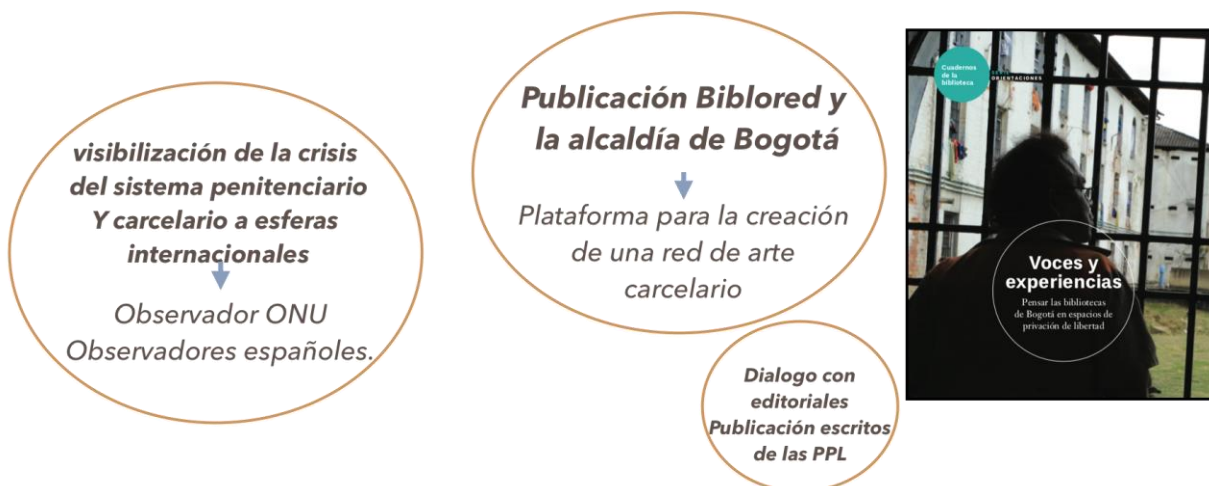 visibilización de la crisis
del sistema penitenciario
Y carcelario a esferas
internacionales
Observador ONU
Observadores españoles.
Publicación Biblored y
la alcaldía de Bogotá
Plataforma para la creación
de una red de arte
carcelario
Dialogo con
editoriales
Publicación escritos
de las PPL
Cuadernos
de la
biblioteca
SERIE
ORIENTACIONES
Voces y
experiencias
Pensar las bibliotecas
de Bogotá en espacios de
privación de libertad